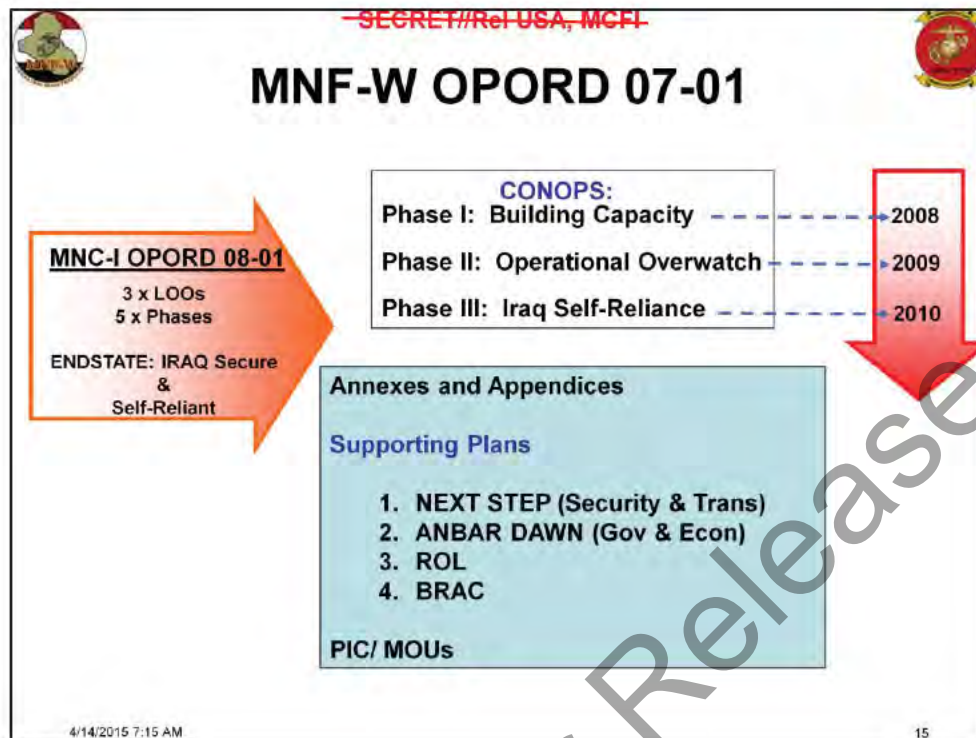 SECRET//Rel USA, MCFI
MNF-W OPORD 07-01
MNC-I OPORD 08-01
3 x LOOs
5 x Phases
ENDSTATE: IRAQ Secure
&
Self-Reliant
CONOPS:
Phase I: Building Capacity
Phase II: Operational Overwatch
Phase III: Iraq Self-Reliance
2008
2009
2010
Annexes and Appendices
Supporting Plans
1. NEXT STEP (Security & Trans)
2. ANBAR DAWN (Gov & Econ)
3. ROL
4. BRAC
PIC/ MOUs
4/14/2015 7:15 AM
15
Release